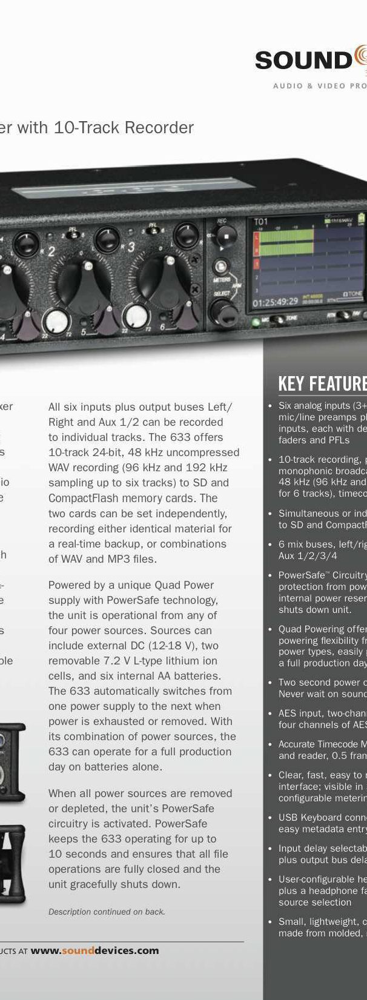 SOUND
AUDIO & VIDEO PRO
er with 10-Track Recorder
PFL
PFL
REC
T01
2
3
R
L
R
METERS
ARM
SELECT
01:25:49:29
TONE
MIC
TONE
RTN
FAV
4
22
72
5
22
72
6
xer
s
io
e
h
e
s
ble
All six inputs plus output buses Left/
Right and Aux 1/2 can be recorded
to individual tracks. The 633 offers
10-track 24-bit, 48 kHz uncompressed
WAV recording (96 kHz and 192 kHz
sampling up to six tracks) to SD and
CompactFlash memory cards. The
two cards can be set independently,
recording either identical material for
a real-time backup, or combinations
of WAV and MP3 files.
Powered by a unique Quad Power
supply with PowerSafe technology,
the unit is operational from any of
four power sources. Sources can
include external DC (12-18 V), two
removable 7.2 V L-type lithium ion
cells, and six internal AA batteries.
The 633 automatically switches from
one power supply to the next when
power is exhausted or removed. With
its combination of power sources, the
633 can operate for a full production
day on batteries alone.
When all power sources are removed
or depleted, the unit's PowerSafe
circuitry is activated. PowerSafe
keeps the 633 operating for up to
10 seconds and ensures that all file
operations are fully closed and the
unit gracefully shuts down.
Description continued on back.
UCTS AT www.sounddevices.com
KEY FEATURE
• Six analog inputs (3+
mic/line preamps pl
inputs, each with de
faders and PFLs
• 10-track recording, p
monophonic broadca
48 kHz (96 kHz and
for 6 tracks), timeco
• Simultaneous or ind
to SD and CompactF
• 6 mix buses, left/rig
Aux 1/2/3/4
• PowerSafe™ Circuitry
protection from pow
internal power reser
shuts down unit.
• Quad Powering offer
powering flexibility fr
power types, easily p
a full production day
• Two second power o
Never wait on sound
• AES input, two-chann
four channels of AES
• Accurate Timecode M
and reader, 0.5 fram
• Clear, fast, easy to r
interface; visible in s
configurable meterin
• USB Keyboard conne
easy metadata entry
• Input delay selectab
plus output bus dela
• User-configurable he
plus a headphone fa
source selection
• Small, lightweight, c
made from molded, m